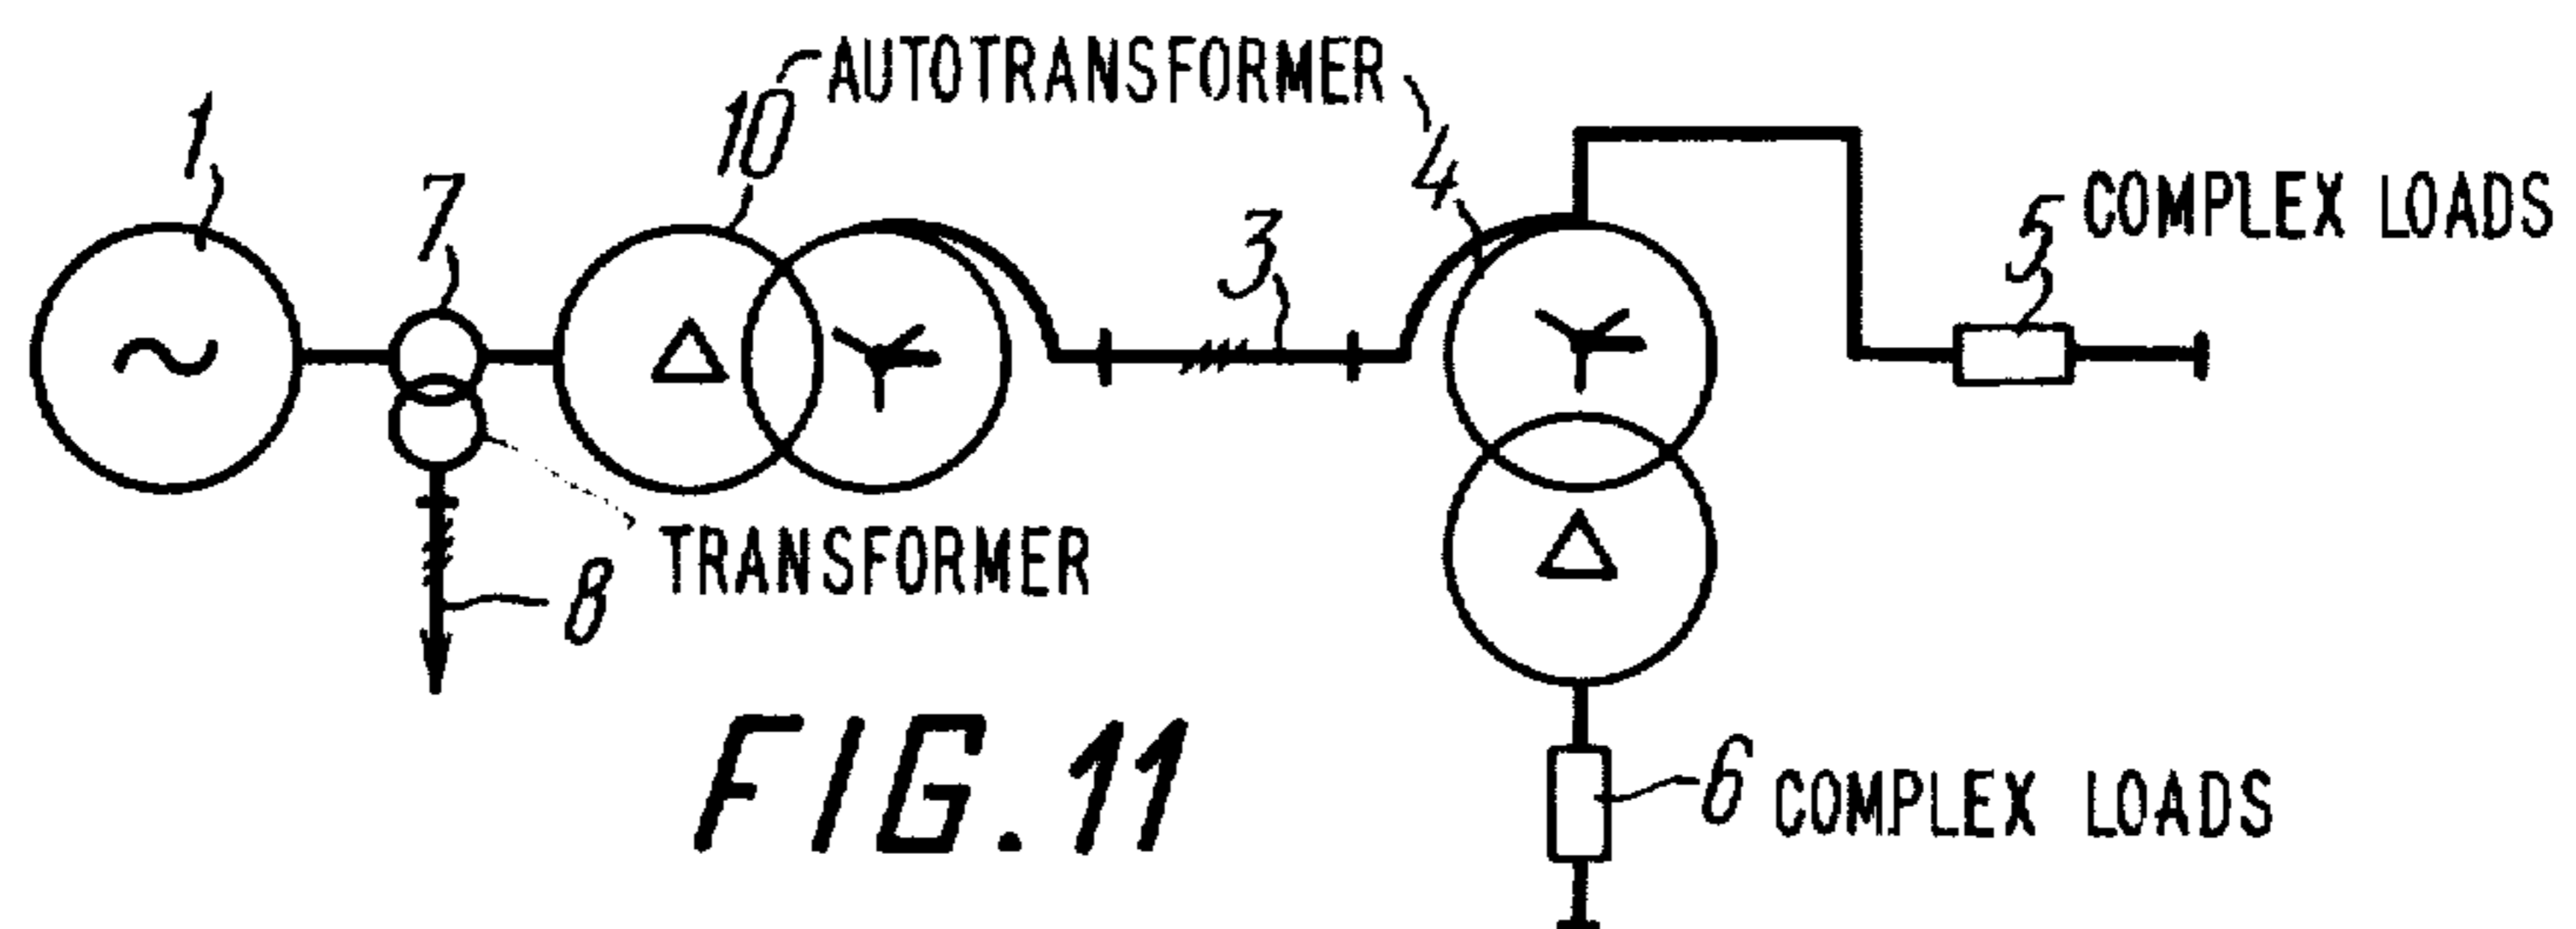 10 AUTOTRANSFORMER 4
1
7
3
5 COMPLEX LOADS
TRANSFORMER
8
6 COMPLEX LOADS
FIG. 11